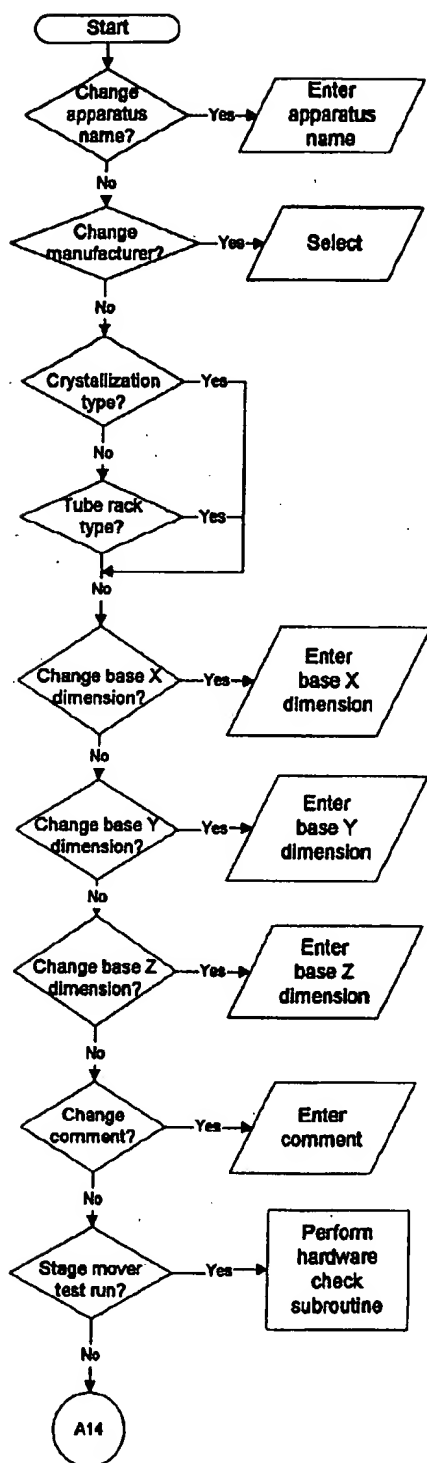 Start
Change
apparatus
name?
Yes
Enter
apparatus
name
No
Change
manufacturer?
Yes
Select
No
Crystallization
type?
Yes
No
Tube rack
type?
Yes
No
Change base X
dimension?
Yes
Enter
base X
dimension
No
Change base Y
dimension?
Yes
Enter
base Y
dimension
No
Change base Z
dimension?
Yes
Enter
base Z
dimension
No
Change
comment?
Yes
Enter
comment
No
Stage mover
test run?
Yes
Perform
hardware
check
subroutine
No
A14